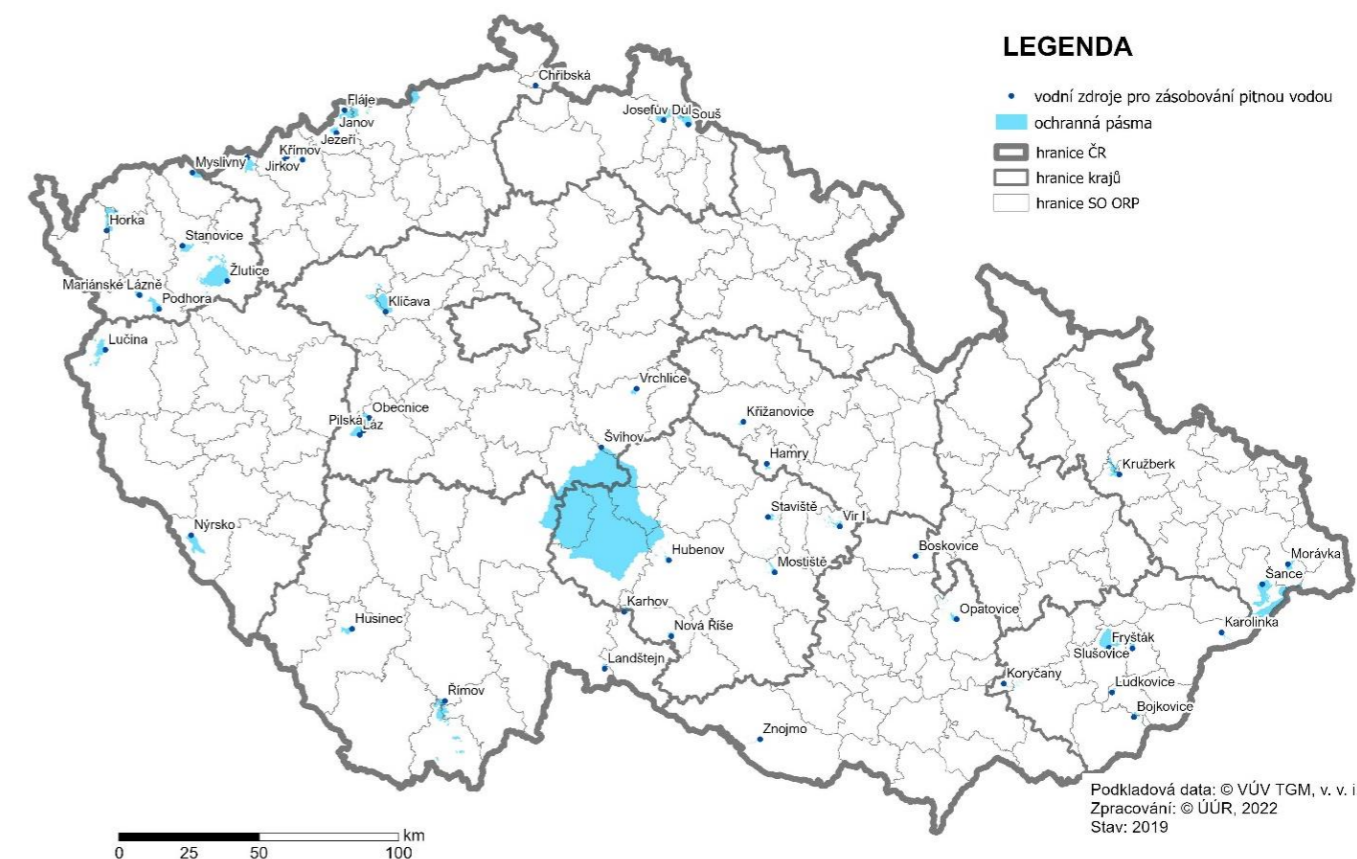 LEGENDA
vodní zdroje pro zásobování pitnou vodou
ochranná pásma
hranice ČR
hranice krajů
hranice SO ORP
Chřibská
Fláje
Janov
Jezeří
Josefův Důl
Souš
Křímov
Myslivny
Jirkov
Horka
Stanovice
Žlutice
Mariánské Lázně
Podhora
Klíčava
Lučina
Vrchlice
Obecnice
Pilská
Láz
Křižanovice
Švihov
Hamry
Kružberk
Staviště
Vír I
Nýrsko
Hubenov
Mostiště
Boskovice
Morávka
Šance
Karhov
Opatovice
Husinec
Nová Říše
Karolinka
Fryšták
Slušovice
Landštejn
Koryčany
Ludkovice
Římov
Bojkovice
Znojmo
Podkladová data: © VÚV TGM, v. v. i
Zpracování: © ÚÚR, 2022
Stav: 2019
km
0 25 50 100